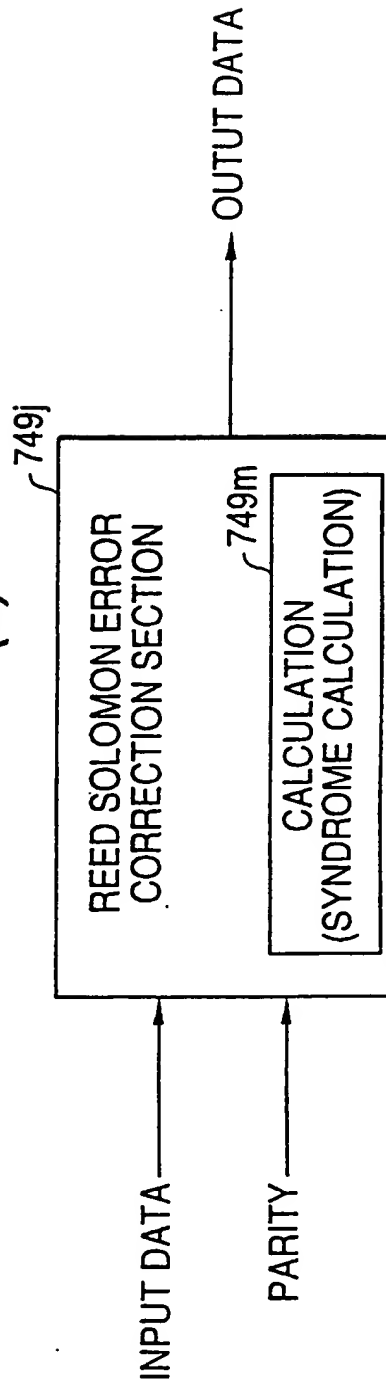 749j
REED SOLOMON ERROR
CORRECTION SECTION
749m
CALCULATION
(SYNDROME CALCULATION)
INPUT DATA
PARITY
OUTUT DATA